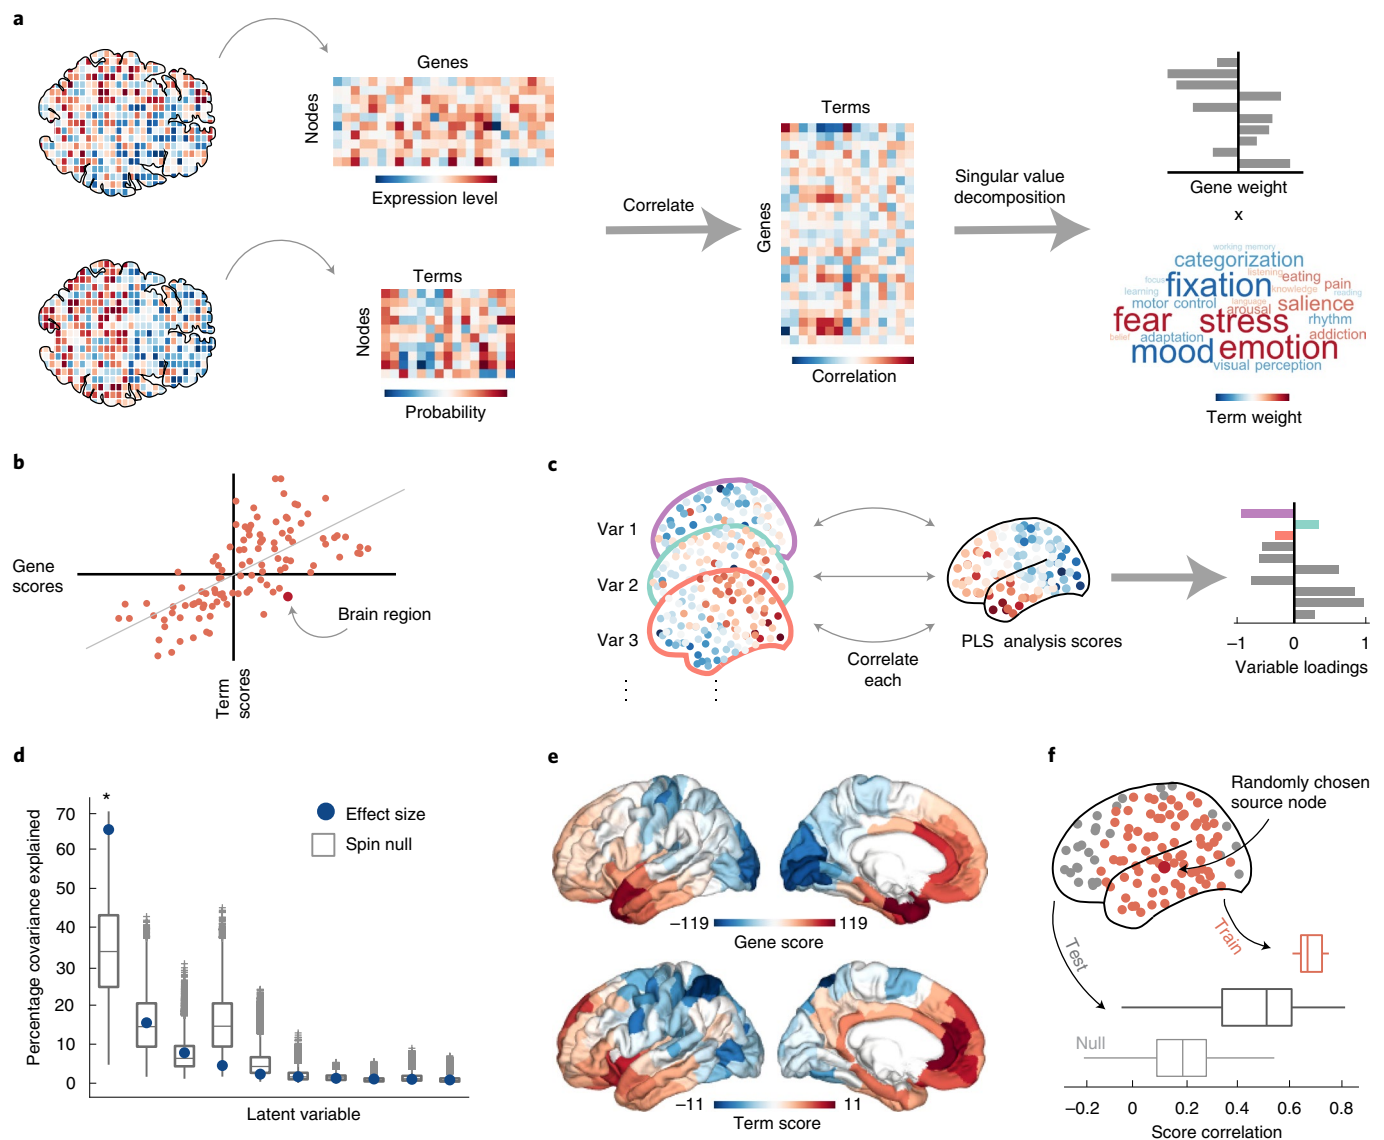 a
Genes
Nodes
Expression level
Terms
Nodes
Probability
Correlate
Terms
Genes
Correlation
Singular value
decomposition
Gene weight
x
working memory
categorization
listening
eating
focus
fixation
knowledge
pain
learning
reading
motor control
language
arousal
salience
fear
stress
rhythm
belief
adaptation
addiction
mood
emotion
visual perception
Term weight
b
Gene
scores
Brain region
Term
scores
c
Var 1
Var 2
Var 3
Correlate
each
PLS analysis scores
−1 0 1
Variable loadings
d
Percentage covariance explained
70
60
50
40
30
20
10
0
*
Effect size
Spin null
Latent variable
e
−119 119
Gene score
−11 11
Term score
f
Randomly chosen
source node
Train
Test
Null
−0.2 0 0.2 0.4 0.6 0.8
Score correlation